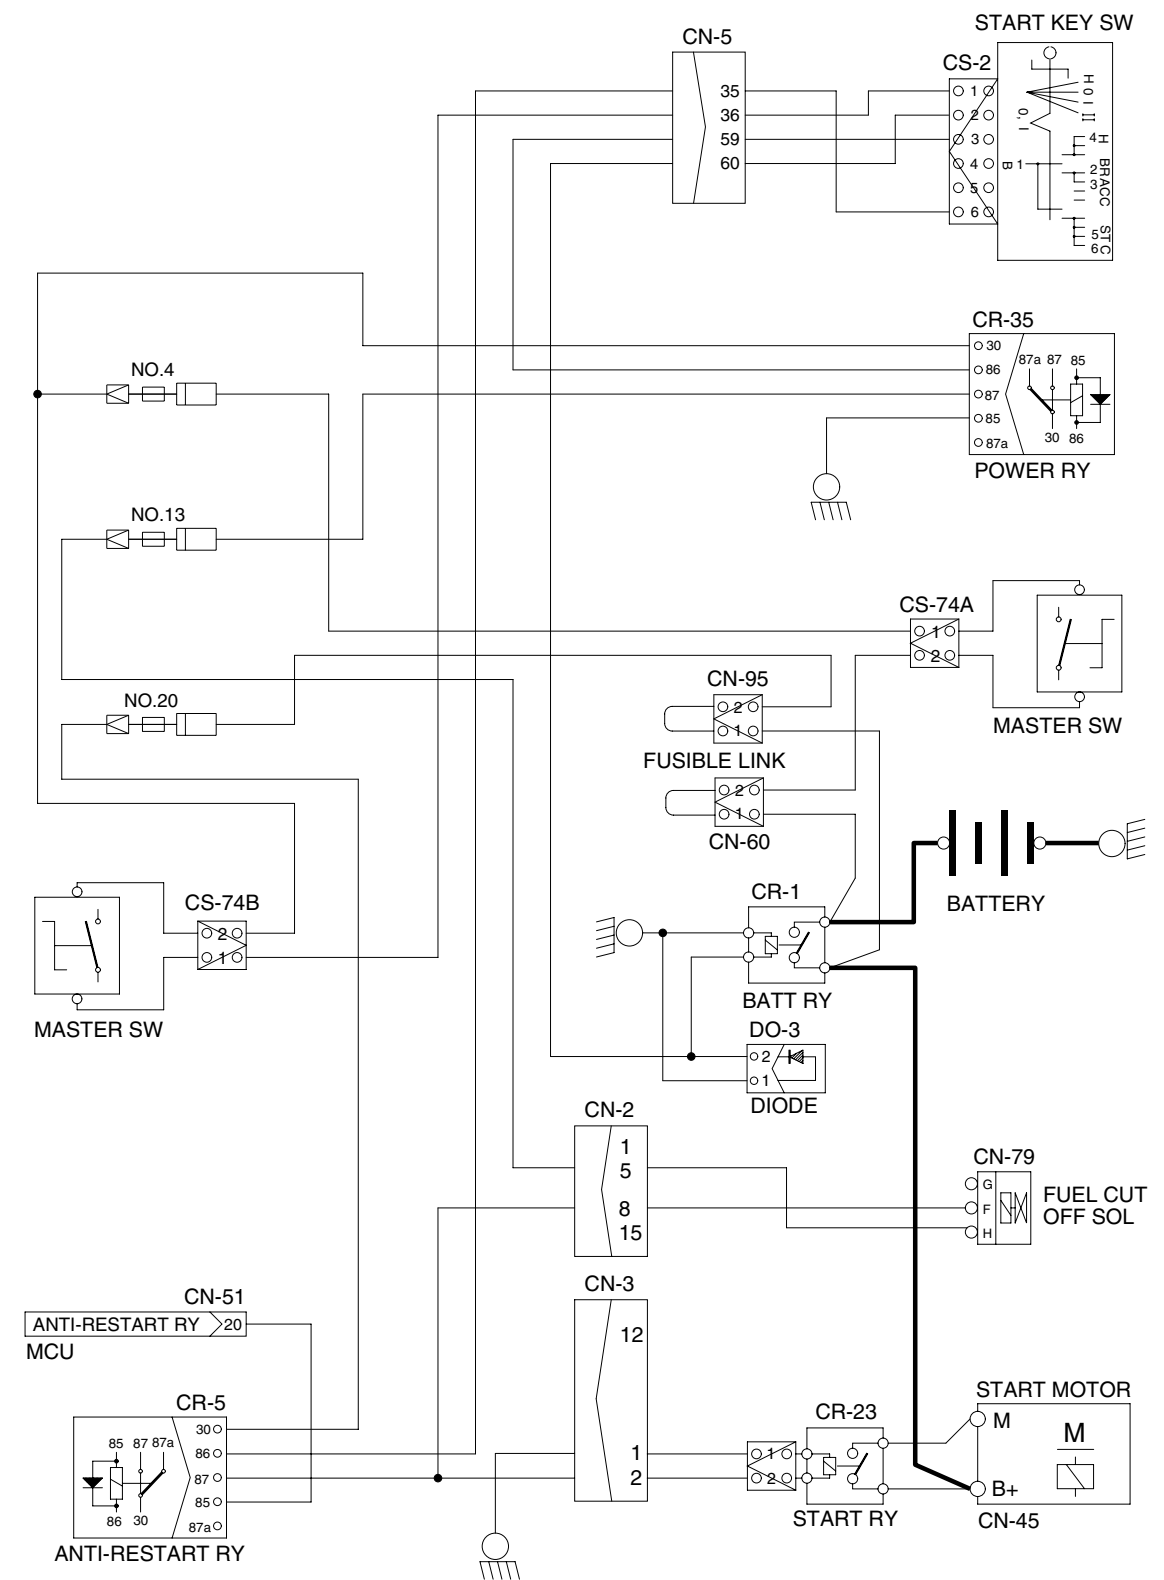 START KEY SW
CN-5
CS-2
H 0 I II
0, I
35
36
59
60
1
2
3
4
5
6
B 1
4 H
2 BR
3 ACC
5 ST
6 C
CR-35
30
86
87
85
87a
87a 87 85
30 86
POWER RY
NO.4
NO.13
CS-74A
1
2
MASTER SW
NO.20
CN-95
2
1
FUSIBLE LINK
2
1
CN-60
BATTERY
CR-1
BATT RY
CS-74B
2
1
MASTER SW
DO-3
2
1
DIODE
CN-2
1
5
8
15
CN-79
G
F
H
FUEL CUT
OFF SOL
CN-3
12
1
2
CN-51
ANTI-RESTART RY 20
MCU
CR-5
30
86
87
85
87a
85 87 87a
86 30
ANTI-RESTART RY
CR-23
1
2
START RY
START MOTOR
M
M
B+
CN-45